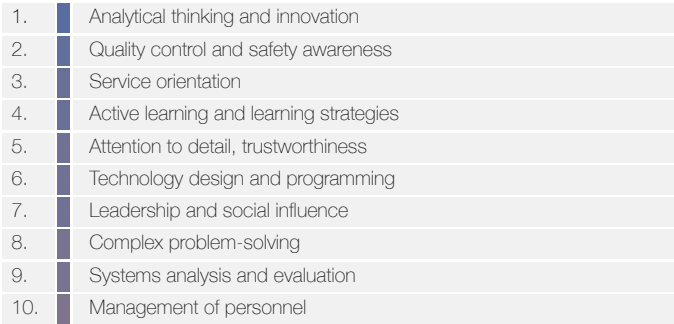 1. Analytical thinking and innovation
2. Quality control and safety awareness
3. Service orientation
4. Active learning and learning strategies
5. Attention to detail, trustworthiness
6. Technology design and programming
7. Leadership and social influence
8. Complex problem-solving
9. Systems analysis and evaluation
10. Management of personnel